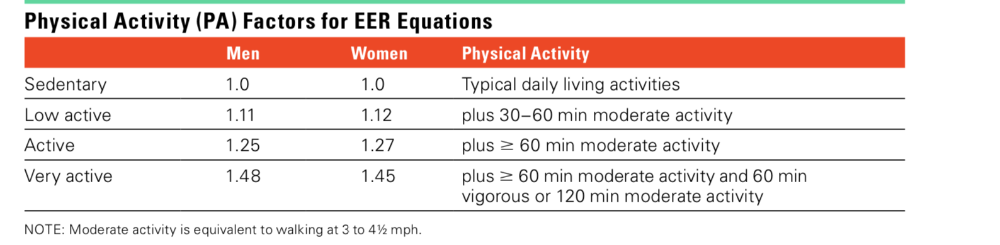 Physical Activity (PA) Factors for EER Equations
Men Women Physical Activity
Sedentary 1.0 1.0 Typical daily living activities
Low active 1.11 1.12 plus 30–60 min moderate activity
Active 1.25 1.27 plus ≥ 60 min moderate activity
Very active 1.48 1.45 plus ≥ 60 min moderate activity and 60 min
vigorous or 120 min moderate activity
NOTE: Moderate activity is equivalent to walking at 3 to 4½ mph.